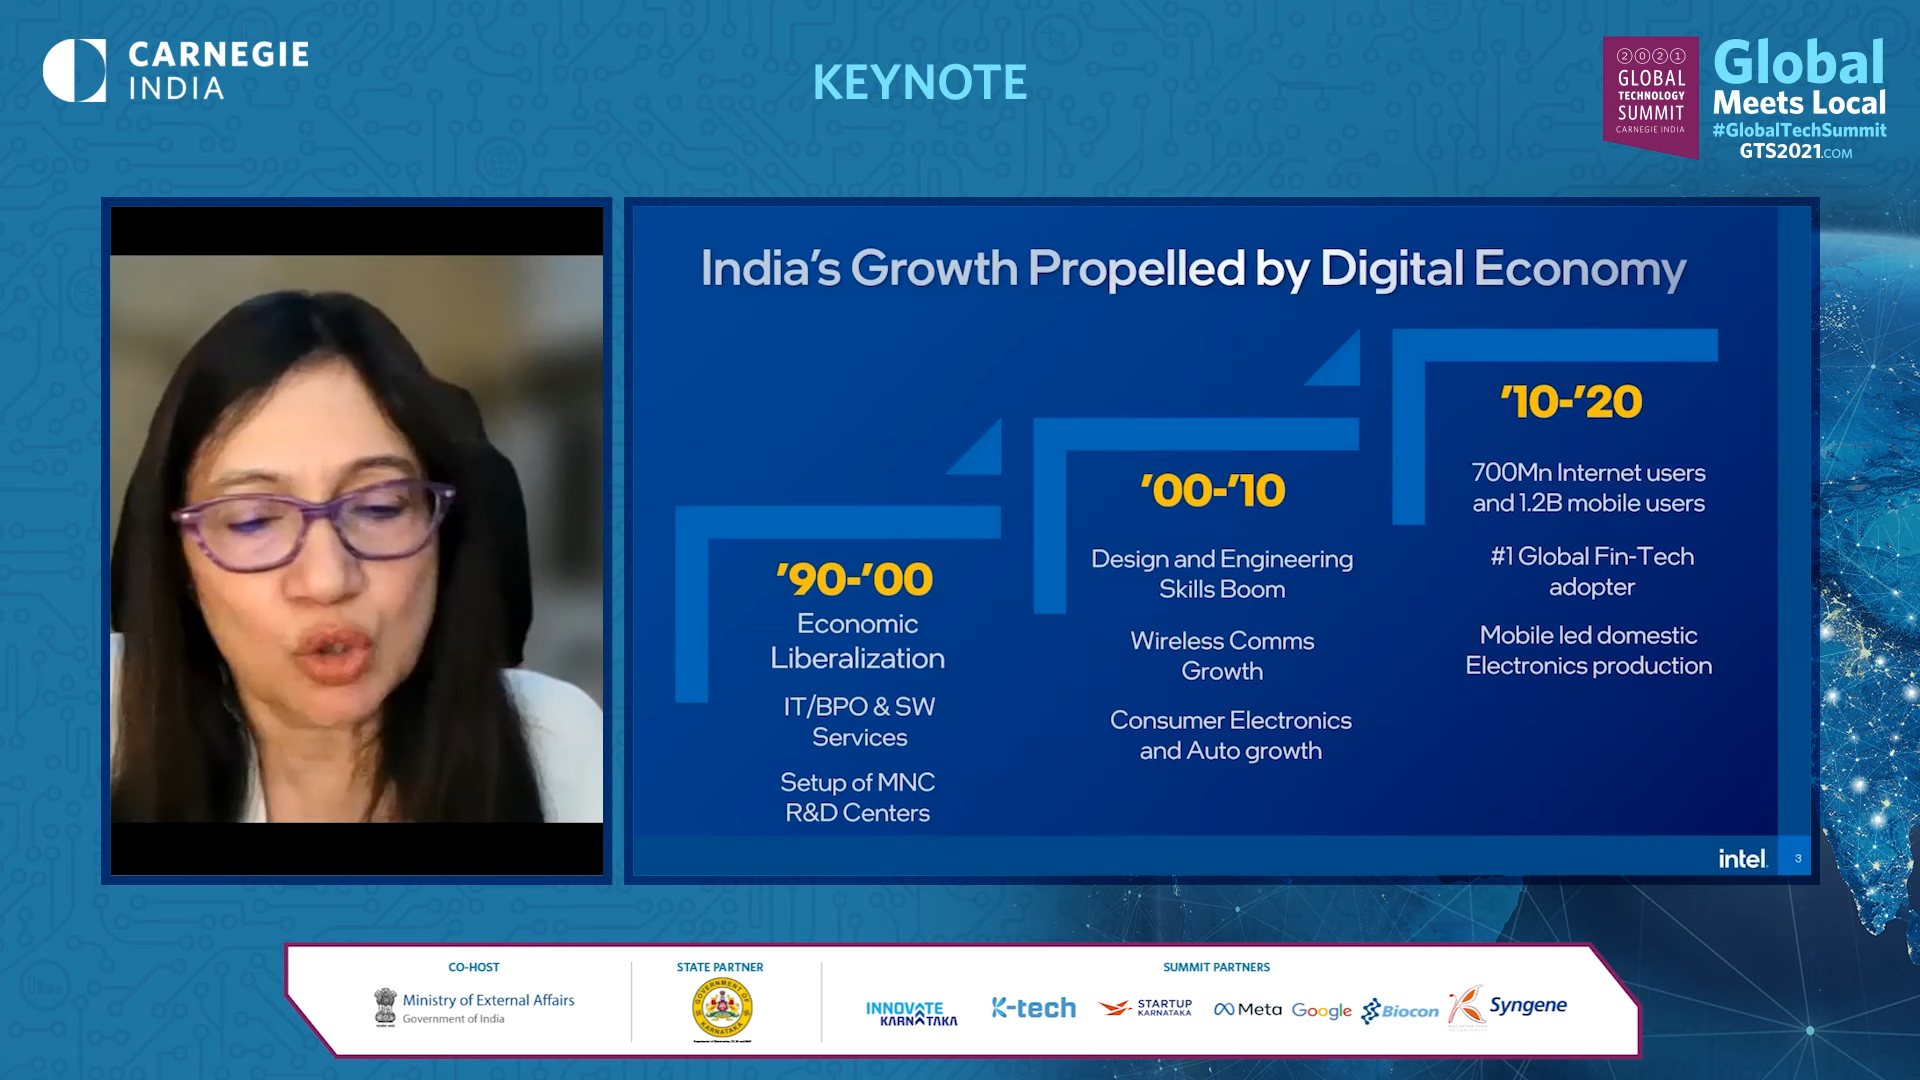 CARNEGIE
INDIA
KEYNOTE
2021
GLOBAL
TECHNOLOGY
SUMMIT
CARNEGIE INDIA
Global
Meets Local
#GlobalTechSummit
GTS2021.COM
India's Growth Propelled by Digital Economy
'90-'00
Economic
Liberalization
IT/BPO & SW
Services
Setup of MNC
R&D Centers
'00-'10
Design and Engineering
Skills Boom
Wireless Comms
Growth
Consumer Electronics
and Auto growth
'10-'20
700Mn Internet users
and 1.2B mobile users
#1 Global Fin-Tech
adopter
Mobile led domestic
Electronics production
intel.
3
CO-HOST
Ministry of External Affairs
Government of India
STATE PARTNER
GOVERNMENT OF
KARNATAKA
SUMMIT PARTNERS
INNOVATE
KARNATAKA
K-tech
STARTUP
KARNATAKA
Meta
Google
Biocon
Syngene